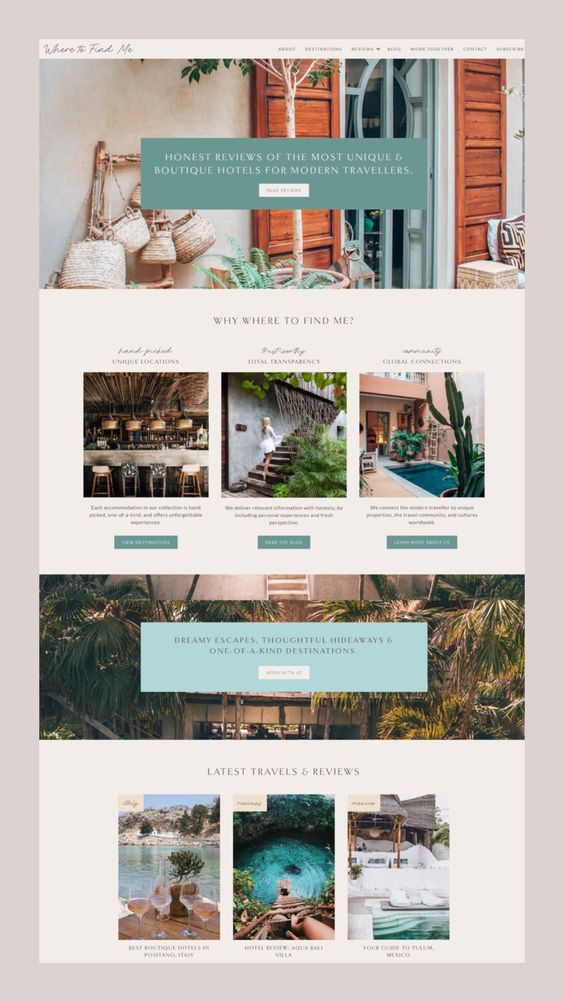 Where to Find Me
ABOUT DESTINATIONS REVIEWS BLOG WORK TOGETHER CONTACT SUBSCRIBE
HONEST REVIEWS OF THE MOST UNIQUE &
BOUTIQUE HOTELS FOR MODERN TRAVELLERS.
READ REVIEWS
WHY WHERE TO FIND ME?
hand-picked
UNIQUE LOCATIONS
trustworthy
TOTAL TRANSPARENCY
community
GLOBAL CONNECTIONS
Each accommodation in our collection is hand
picked, one-of-a-kind, and offers unforgettable
experiences.
VIEW DESTINATIONS
We deliver relevant information with honesty, by
including personal experiences and fresh
perspective.
READ THE BLOG
We connect the modern traveller to unique
properties, the travel community, and cultures
worldwide.
LEARN MORE ABOUT US
DREAMY ESCAPES, THOUGHTFUL HIDEAWAYS &
ONE-OF-A-KIND DESTINATIONS.
WORK WITH US
LATEST TRAVELS & REVIEWS
italy
BEST BOUTIQUE HOTELS IN
POSITANO, ITALY
reviews
HOTEL REVIEW: AQUA BALI
VILLA
mexico
YOUR GUIDE TO TULUM,
MEXICO